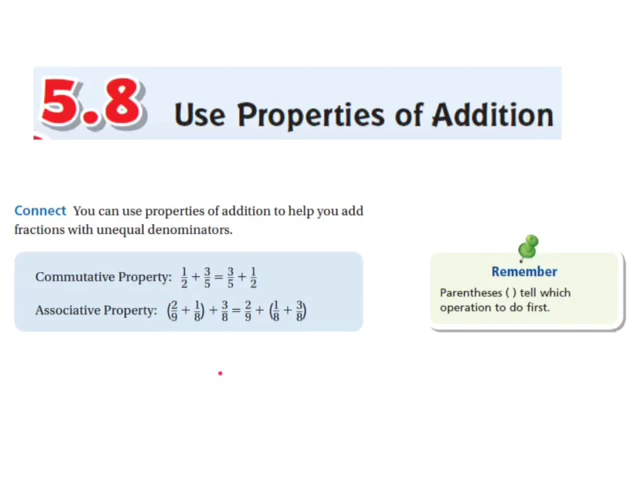 5.8 Use Properties of Addition
Connect You can use properties of addition to help you add
fractions with unequal denominators.
Commutative Property: 1/2 + 3/5 = 3/5 + 1/2
Associative Property: (2/9 + 1/8) + 3/8 = 2/9 + (1/8 + 3/8)
Remember
Parentheses ( ) tell which
operation to do first.